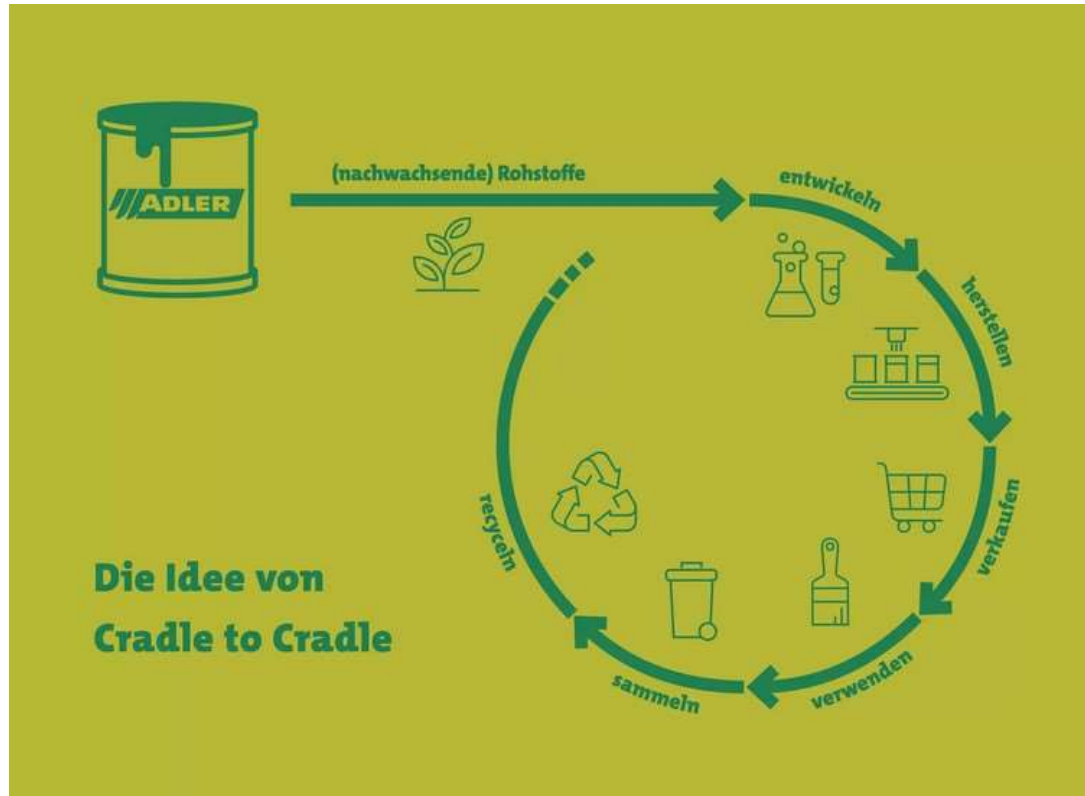 ADLER
(nachwachsende) Rohstoffe
entwickeln
herstellen
verkaufen
verwenden
sammeln
recyceln
Die Idee von
Cradle to Cradle